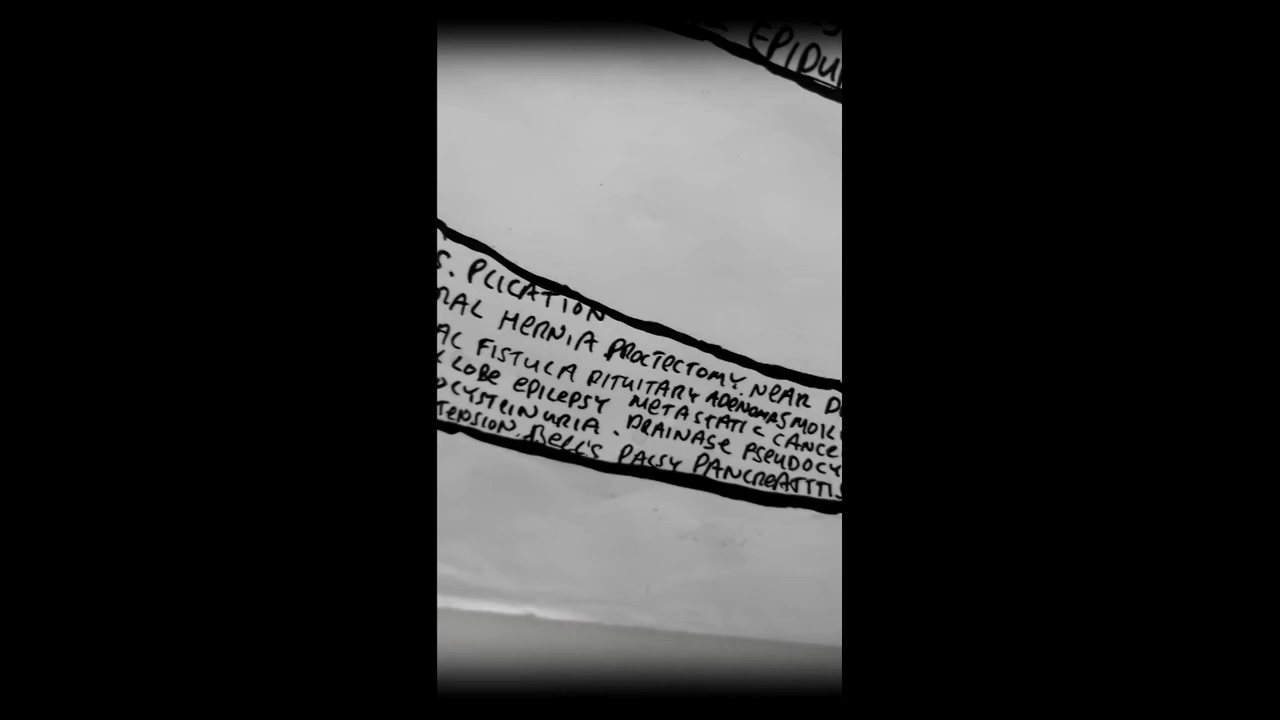 EPIDU
S. PLICATION
RAL HERNIA PROCTECTOMY. NEAR D
AL FISTULA PITUITARY ADENOMAS MOIL
L LOBE EPILEPSY METASTATIC CANCE
OCYSTEINURIA. DRAINAGE PSEUDOCY
TENSION. BELL'S PALSY PANCREATITIS